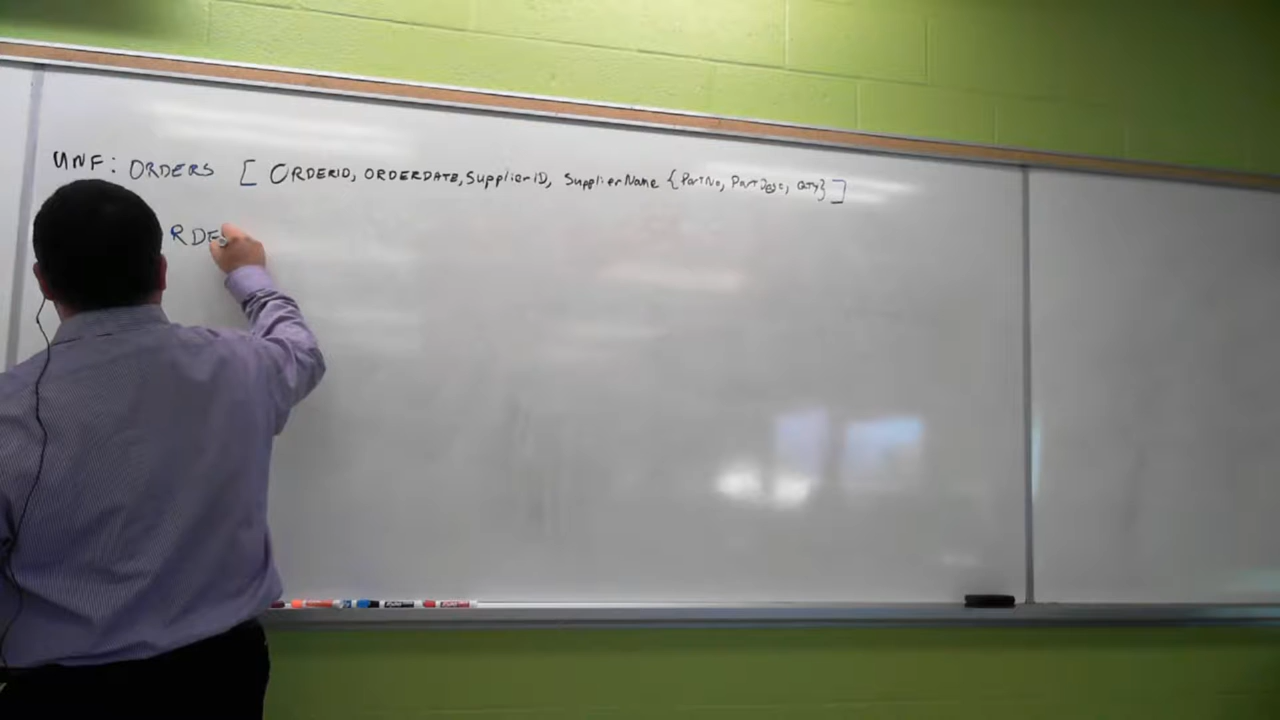 UNF: ORDERS [ ORDERID, ORDERDATE, SupplierID, SupplierName {PartNo, PartDesc, QTY} ]
RDE